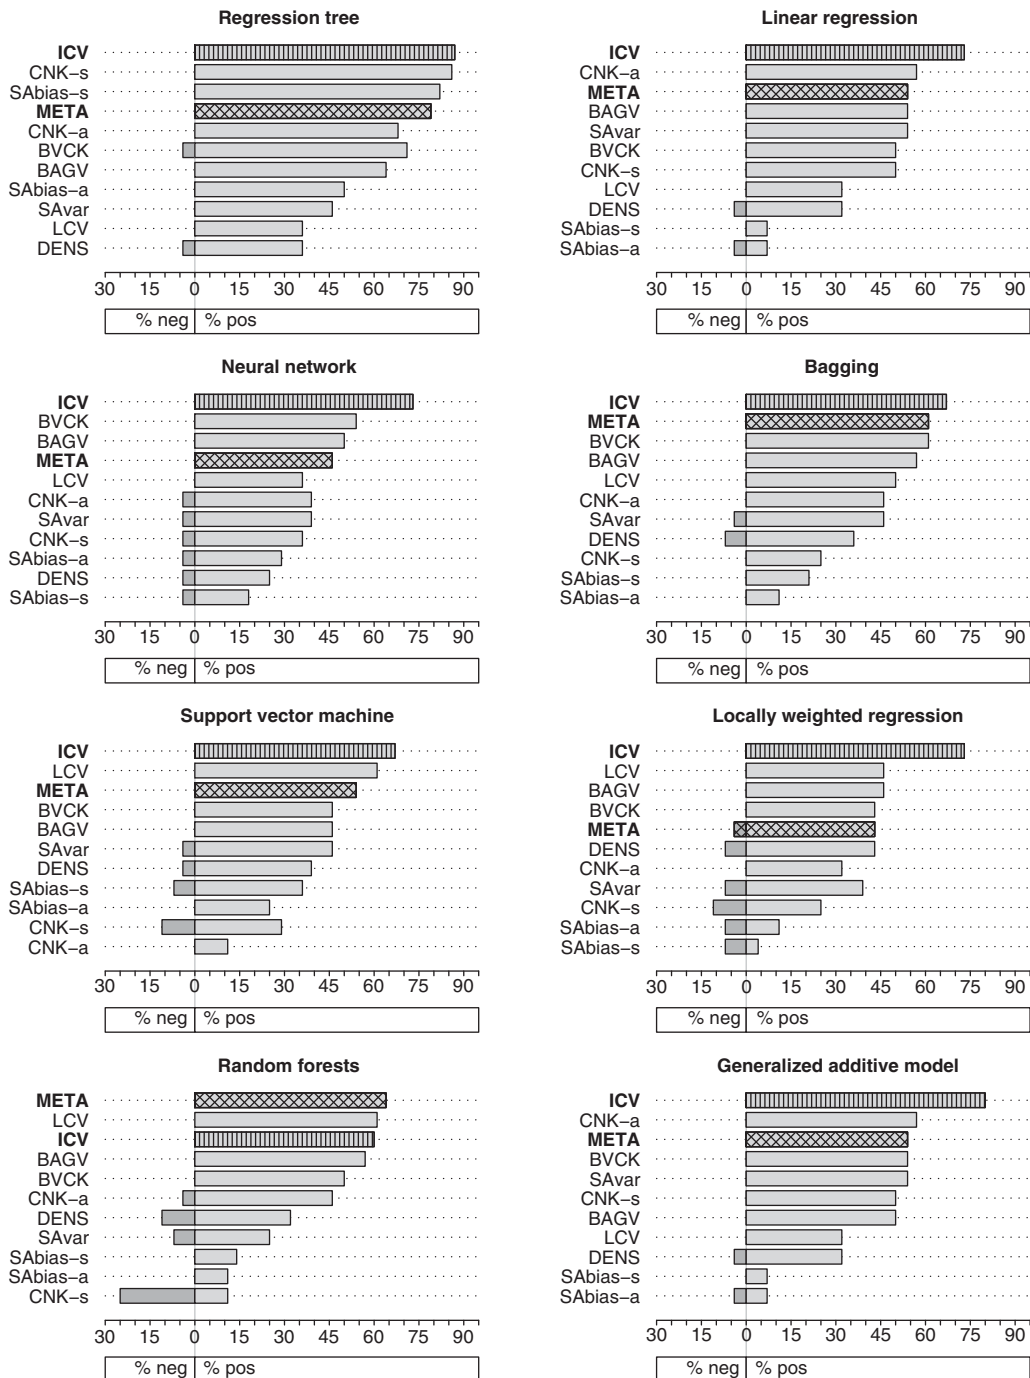 Regression tree
ICV
CNK–s
SAbias–s
META
CNK–a
BVCK
BAGV
SAbias–a
SAvar
LCV
DENS
30 15 0 15 30 45 60 75 90
% neg % pos
Linear regression
ICV
CNK–a
META
BAGV
SAvar
BVCK
CNK–s
LCV
DENS
SAbias–s
SAbias–a
30 15 0 15 30 45 60 75 90
% neg % pos
Neural network
ICV
BVCK
BAGV
META
LCV
CNK–a
SAvar
CNK–s
SAbias–a
DENS
SAbias–s
30 15 0 15 30 45 60 75 90
% neg % pos
Bagging
ICV
META
BVCK
BAGV
LCV
CNK–a
SAvar
DENS
CNK–s
SAbias–s
SAbias–a
30 15 0 15 30 45 60 75 90
% neg % pos
Support vector machine
ICV
LCV
META
BVCK
BAGV
SAvar
DENS
SAbias–s
SAbias–a
CNK–s
CNK–a
30 15 0 15 30 45 60 75 90
% neg % pos
Locally weighted regression
ICV
LCV
BAGV
BVCK
META
DENS
CNK–a
SAvar
CNK–s
SAbias–a
SAbias–s
30 15 0 15 30 45 60 75 90
% neg % pos
Random forests
META
LCV
ICV
BAGV
BVCK
CNK–a
DENS
SAvar
SAbias–s
SAbias–a
CNK–s
30 15 0 15 30 45 60 75 90
% neg % pos
Generalized additive model
ICV
CNK–a
META
BVCK
SAvar
CNK–s
BAGV
LCV
DENS
SAbias–s
SAbias–a
30 15 0 15 30 45 60 75 90
% neg % pos